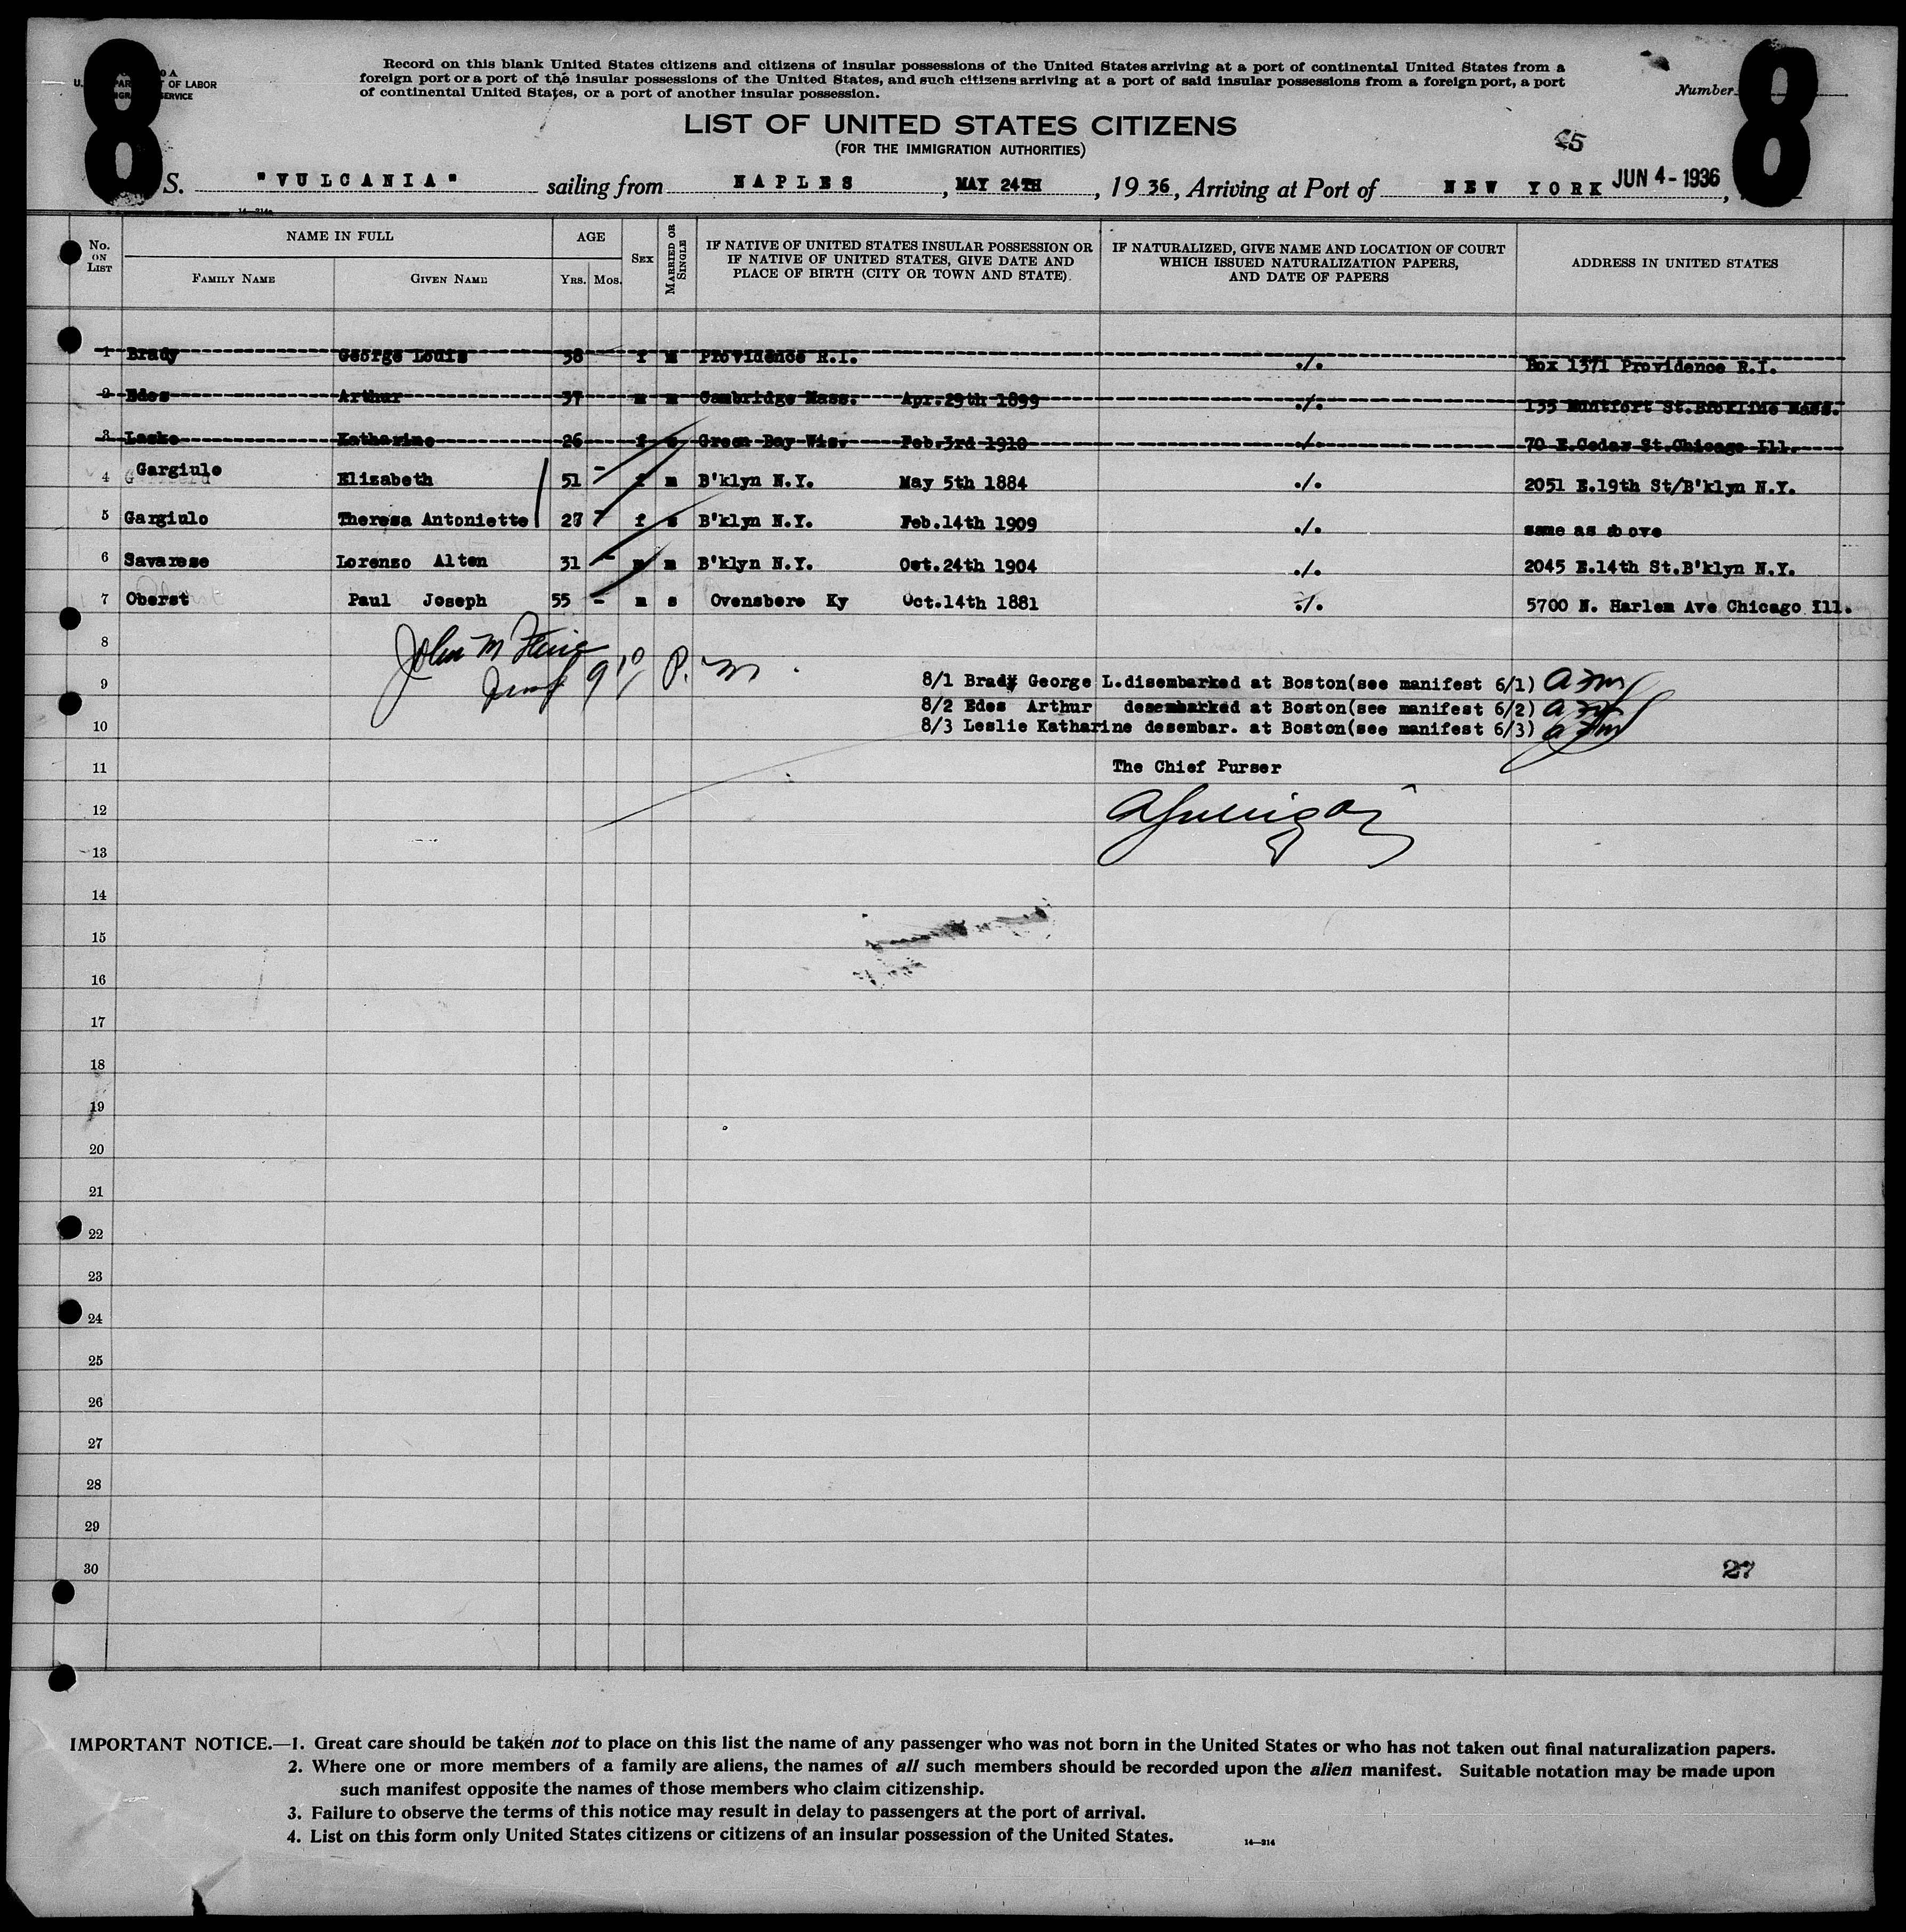 8
8
Record on this blank United States citizens and citizens of insular possessions of the United States arriving at a port of continental United States from a
foreign port or a port of the insular possessions of the United States, and such citizens arriving at a port of said insular possessions from a foreign port, a port
of continental United States, or a port of another insular possession.
OF LABOR
SERVICE
Number
LIST OF UNITED STATES CITIZENS
(FOR THE IMMIGRATION AUTHORITIES)
S. "VULCANIA" sailing from NAPLES, MAY 24TH, 1936, Arriving at Port of NEW YORK JUN 4-1936,
No. ON LIST
NAME IN FULL
FAMILY NAME
GIVEN NAME
AGE
YRS. MOS.
SEX
MARRIED OR SINGLE
IF NATIVE OF UNITED STATES INSULAR POSSESSION OR
IF NATIVE OF UNITED STATES, GIVE DATE AND
PLACE OF BIRTH (CITY OR TOWN AND STATE).
IF NATURALIZED, GIVE NAME AND LOCATION OF COURT
WHICH ISSUED NATURALIZATION PAPERS,
AND DATE OF PAPERS
ADDRESS IN UNITED STATES
1 Brady George Louis 38 f m Providence R.I. ./. Box 1371 Providence R.I.
2 Edes Arthur 37 m m Cambridge Mass. Apr.29th 1899 ./. 135 Muntfort St.Brokline Mass.
3 Katharine 26 f s Green Bay Wis. Feb.3rd 1910 ./. 70 E.Cedar St.Chicago Ill.
4 Gargiule Elizabeth 51 - f m B'klyn N.Y. May 5th 1884 ./. 2051 E.19th St/B'klyn N.Y.
5 Gargiulo Theresa Antoniette 27 f s B'klyn N.Y. Feb.14th 1909 ./. same as above
6 Savarese Lorenzo Alten 31 - m m B'klyn N.Y. Oct.24th 1904 ./. 2045 E.14th St.B'klyn N.Y.
7 Oberst Paul Joseph 55 - m s Ovensboro Ky Oct.14th 1881 ./. 5700 N. Harlem Ave Chicago Ill.
8
John M
9 10 P.M
9 8/1 Brady George L.disembarked at Boston(see manifest 6/1)
8/2 Edes Arthur desembarked at Boston(see manifest 6/2)
10 8/3 Leslie Katharine desembar. at Boston(see manifest 6/3)
11 The Chief Purser
12
13
14
15
16
17
18
19
20
21
22
23
24
25
26
27
28
29
30
27
IMPORTANT NOTICE.—1. Great care should be taken not to place on this list the name of any passenger who was not born in the United States or who has not taken out final naturalization papers.
2. Where one or more members of a family are aliens, the names of all such members should be recorded upon the alien manifest. Suitable notation may be made upon
such manifest opposite the names of those members who claim citizenship.
3. Failure to observe the terms of this notice may result in delay to passengers at the port of arrival.
4. List on this form only United States citizens or citizens of an insular possession of the United States. 14—214